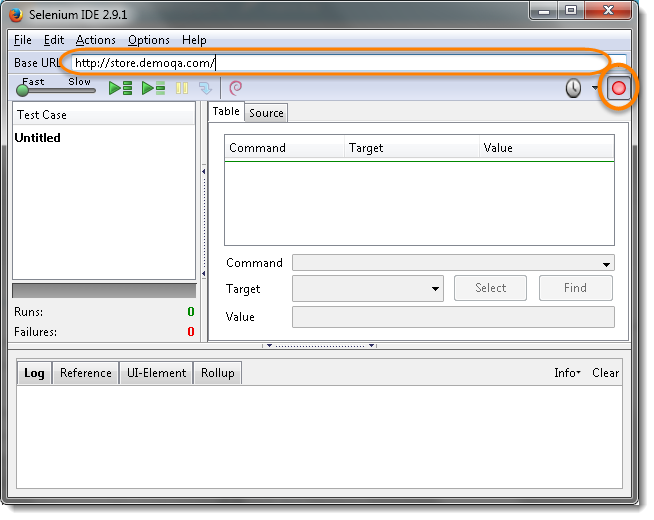 Selenium IDE 2.9.1
File Edit Actions Options Help
Base URL http://store.demoqa.com/
Fast Slow
Test Case
Untitled
Table Source
Command Target Value
Command
Target Select Find
Value
Runs: 0
Failures: 0
Log Reference UI-Element Rollup Info Clear